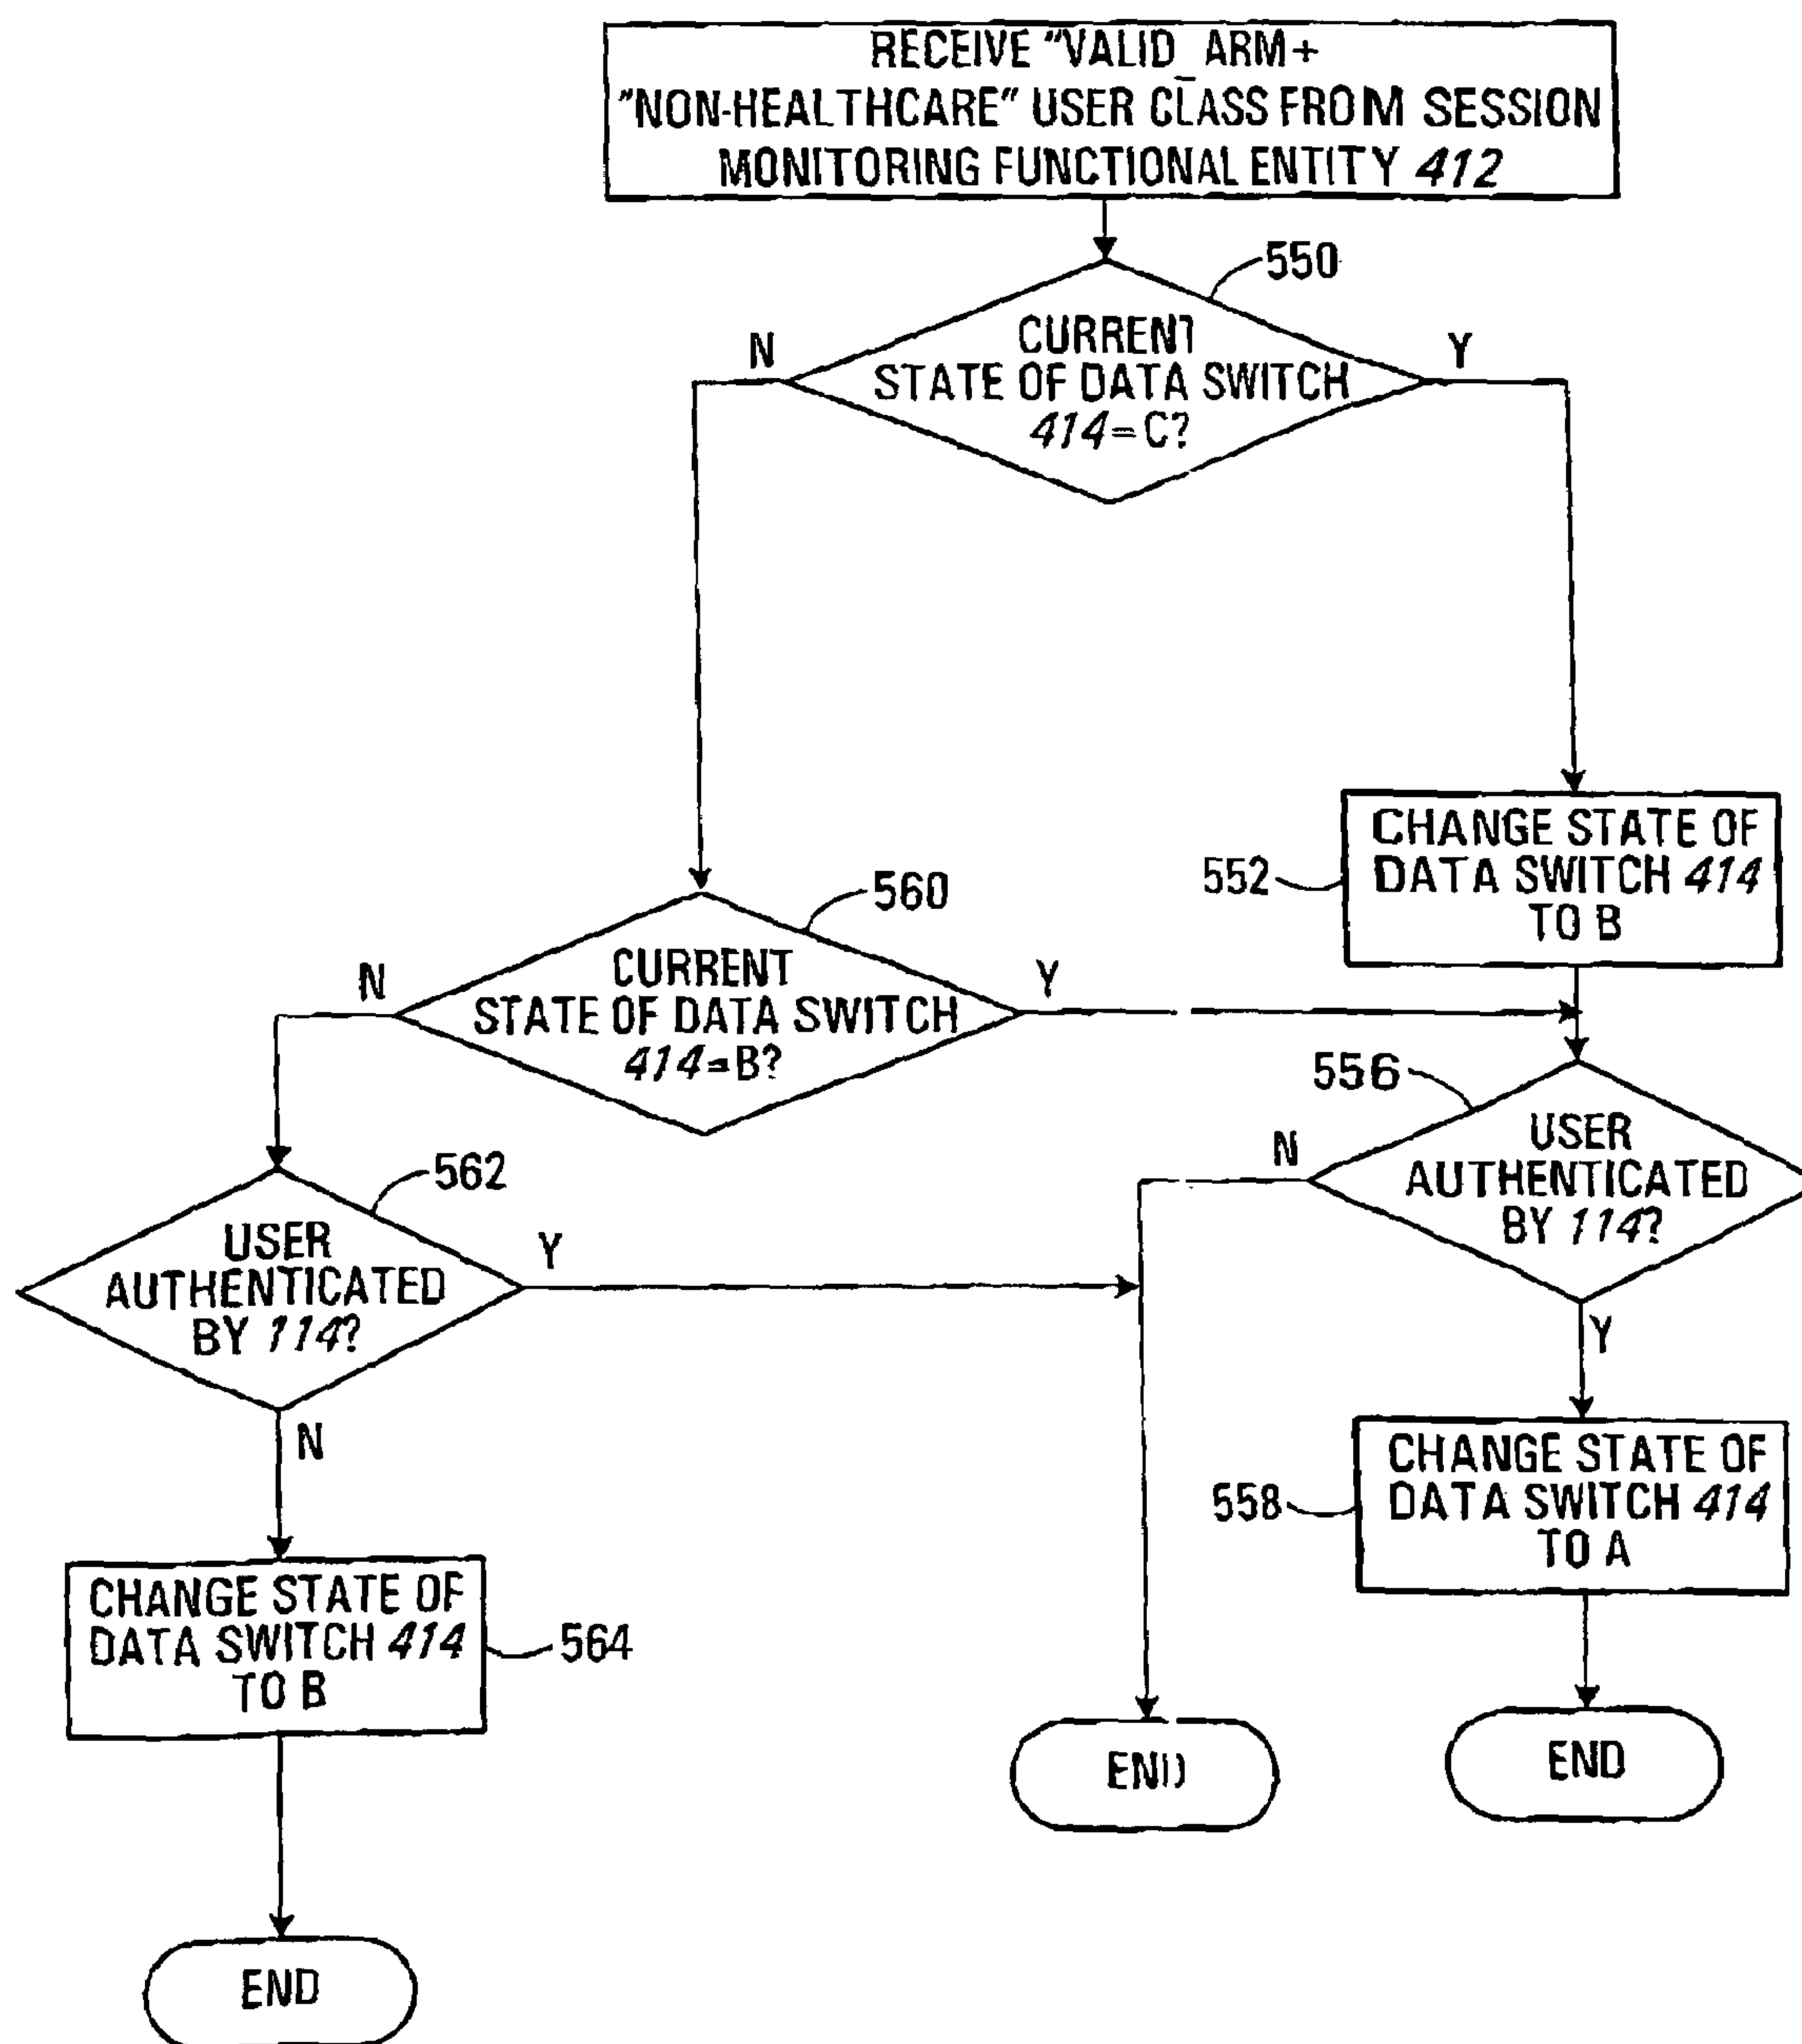 RECEIVE "VALID_ARM+
"NON-HEALTHCARE" USER CLASS FROM SESSION
MONITORING FUNCTIONAL ENTITY 412
550
N
Y
CURRENT
STATE OF DATA SWITCH
414=C?
552
CHANGE STATE OF
DATA SWITCH 414
TO B
560
N
Y
CURRENT
STATE OF DATA SWITCH
414=B?
556
N
USER
AUTHENTICATED
BY 114?
Y
562
USER
AUTHENTICATED
BY 114?
Y
N
558
CHANGE STATE OF
DATA SWITCH 414
TO A
CHANGE STATE OF
DATA SWITCH 414
TO B
564
END
END
END